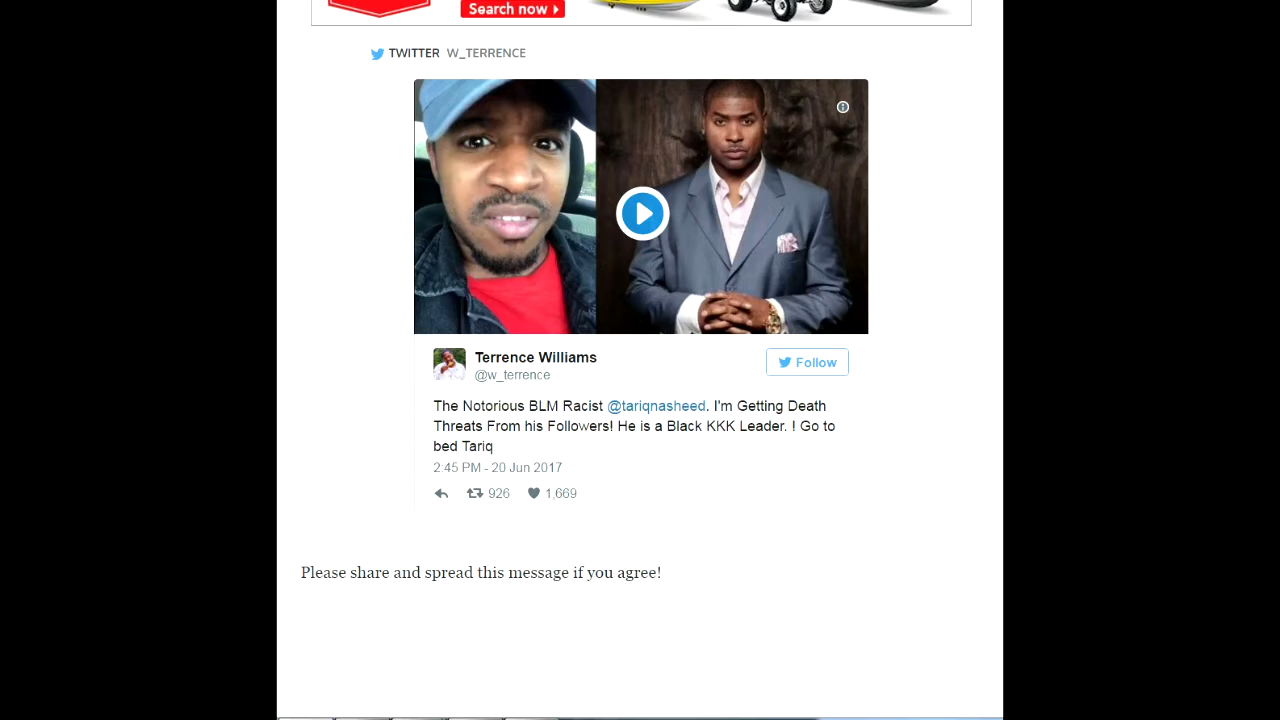 Search now
TWITTER W_TERRENCE
Terrence Williams
@w_terrence
Follow
The Notorious BLM Racist @tariqnasheed. I'm Getting Death
Threats From his Followers! He is a Black KKK Leader. ! Go to
bed Tariq
2:45 PM - 20 Jun 2017
926 1,669
Please share and spread this message if you agree!